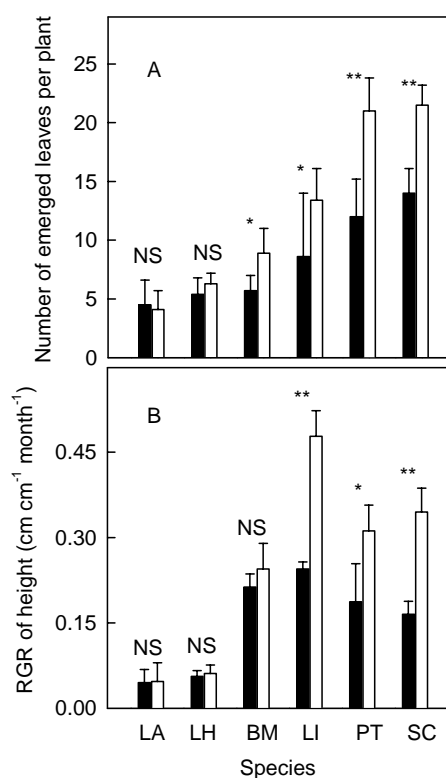 Number of emerged leaves per plant
25
20
15
10
5
0
A
NS
NS
*
*
**
**
RGR of height (cm cm⁻¹ month⁻¹)
0.45
0.30
0.15
0.00
B
NS
NS
NS
**
*
**
LA LH BM LI PT SC
Species